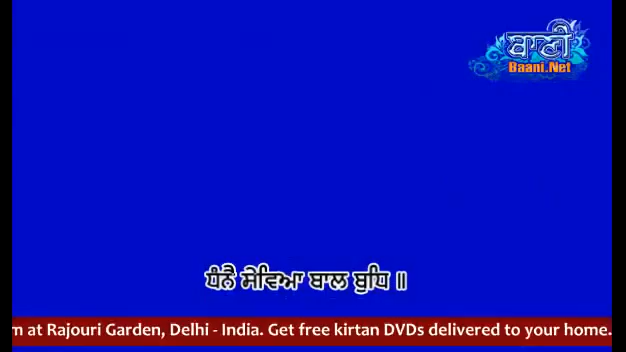 ਬਾਣੀ
Baani.Net
ਧੰਨੈ ਸੇਵਿਆ ਬਾਲ ਬੁਧਿ ॥
at Rajouri Garden, Delhi - India. Get free kirtan DVDs delivered to your home.